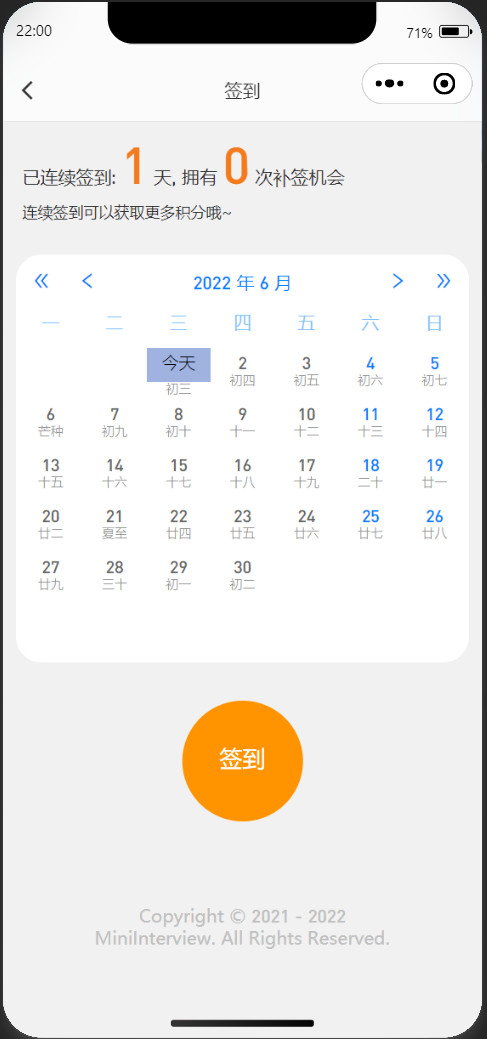 22:00
71%
签到
已连续签到: 1 天, 拥有 0 次补签机会
连续签到可以获取更多积分哦~
2022 年 6 月
一 二 三 四 五 六 日
今天 2 3 4 5
初三 初四 初五 初六 初七
6 7 8 9 10 11 12
芒种 初九 初十 十一 十二 十三 十四
13 14 15 16 17 18 19
十五 十六 十七 十八 十九 二十 廿一
20 21 22 23 24 25 26
廿二 夏至 廿四 廿五 廿六 廿七 廿八
27 28 29 30
廿九 三十 初一 初二
签到
Copyright © 2021 - 2022
MiniInterview. All Rights Reserved.